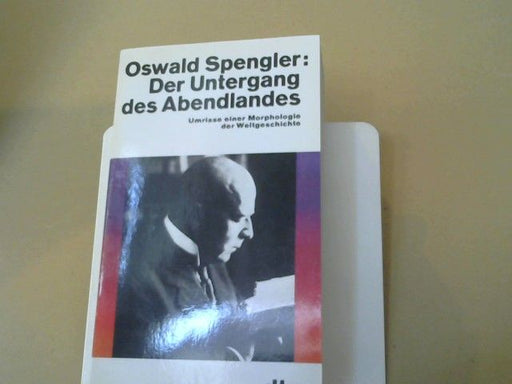 Oswald Spengler:
Der Untergang
des Abendlandes
Umrisse einer Morphologie
der Weltgeschichte